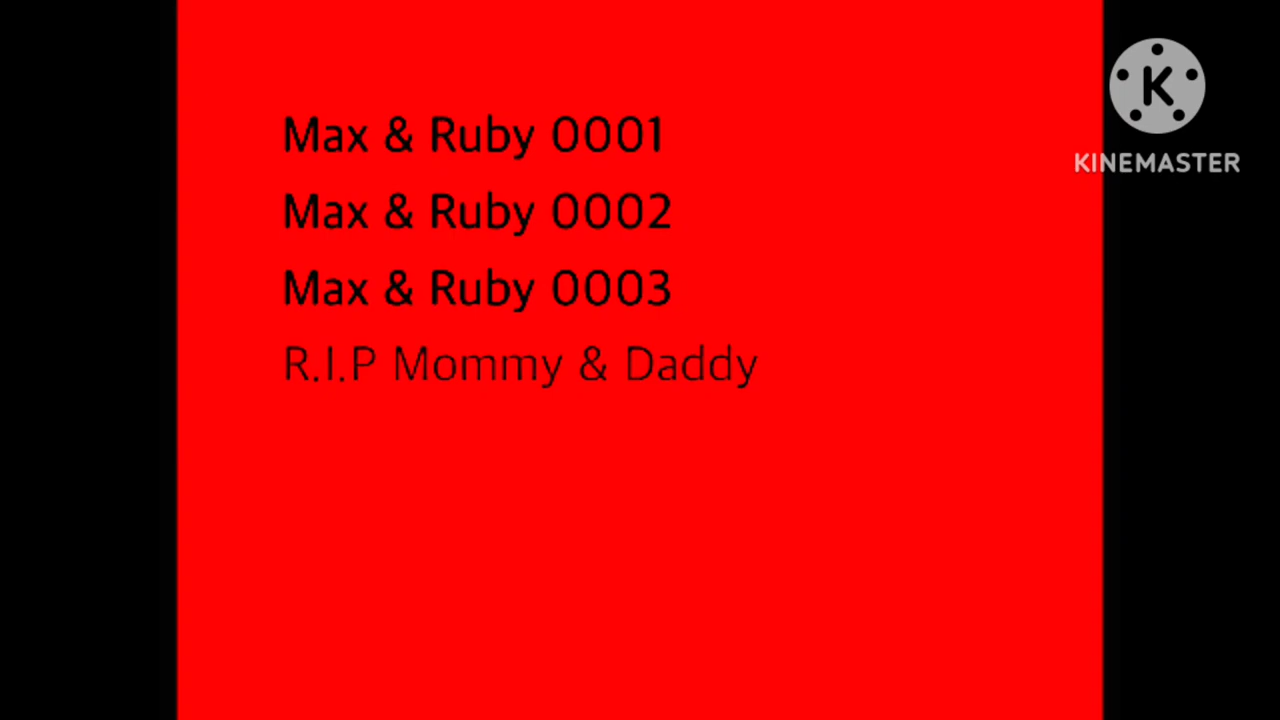 Max & Ruby 0001
Max & Ruby 0002
Max & Ruby 0003
R.I.P Mommy & Daddy
K
KINEMASTER